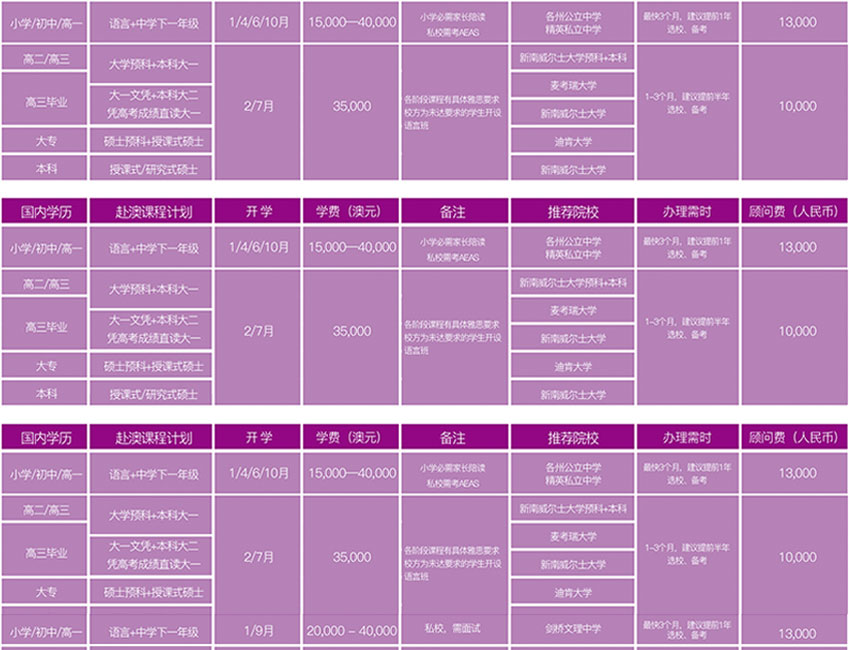 小学/初中/高一 语言+中学下一年级 1/4/6/10月 15,000—40,000 小学必需家长陪读 各州公立中学 最快3个月，建议提前1年 13,000
私校需考AEAS 精英私立中学 选校、备考
高二/高三 大学预科+本科大一 新南威尔士大学预科+本科
高三毕业 大一文凭+本科大二 2/7月 35,000 各阶段课程有具体雅思要求 麦考瑞大学 1-3个月，建议提前半年 10,000
凭高考成绩直读大一 校方为未达要求的学生开设 新南威尔士大学 选校、备考
语言班
大专 硕士预科+授课式硕士 迪肯大学
本科 授课式/研究式硕士 新南威尔士大学
国内学历 赴澳课程计划 开 学 学费（澳元） 备注 推荐院校 办理需时 顾问费（人民币）
小学/初中/高一 语言+中学下一年级 1/4/6/10月 15,000—40,000 小学必需家长陪读 各州公立中学 最快3个月，建议提前1年 13,000
私校需考AEAS 精英私立中学 选校、备考
高二/高三 大学预科+本科大一 新南威尔士大学预科+本科
高三毕业 大一文凭+本科大二 2/7月 35,000 各阶段课程有具体雅思要求 麦考瑞大学 1-3个月，建议提前半年 10,000
凭高考成绩直读大一 校方为未达要求的学生开设 新南威尔士大学 选校、备考
语言班
大专 硕士预科+授课式硕士 迪肯大学
本科 授课式/研究式硕士 新南威尔士大学
国内学历 赴澳课程计划 开 学 学费（澳元） 备注 推荐院校 办理需时 顾问费（人民币）
小学/初中/高一 语言+中学下一年级 1/4/6/10月 15,000—40,000 小学必需家长陪读 各州公立中学 最快3个月，建议提前1年 13,000
私校需考AEAS 精英私立中学 选校、备考
高二/高三 大学预科+本科大一 新南威尔士大学预科+本科
高三毕业 大一文凭+本科大二 2/7月 35,000 各阶段课程有具体雅思要求 麦考瑞大学 1-3个月，建议提前半年 10,000
凭高考成绩直读大一 校方为未达要求的学生开设 新南威尔士大学 选校、备考
语言班
大专 硕士预科+授课式硕士 迪肯大学
小学/初中/高一 语言+中学下一年级 1/9月 20,000 - 40,000 私校，需面试 剑桥文理中学 最快3个月，建议提前1年 13,000
选校、备考